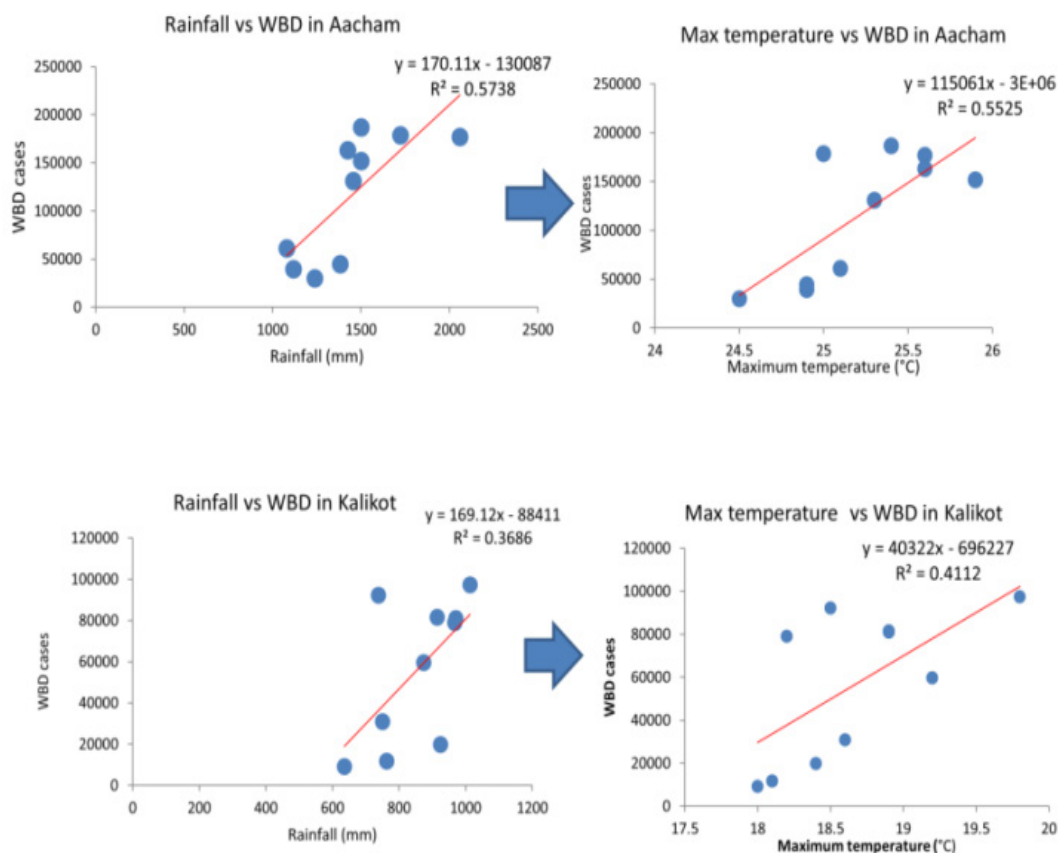 Rainfall vs WBD in Aacham
y = 170.11x - 130087
R² = 0.5738
WBD cases
250000
200000
150000
100000
50000
0
0 500 1000 1500 2000 2500
Rainfall (mm)
Max temperature vs WBD in Aacham
y = 115061x - 3E+06
R² = 0.5525
WBD cases
250000
200000
150000
100000
50000
0
24 24.5 25 25.5 26
Maximum temperature (°C)
Rainfall vs WBD in Kalikot
y = 169.12x - 88411
R² = 0.3686
WBD cases
120000
100000
80000
60000
40000
20000
0
0 200 400 600 800 1000 1200
Rainfall (mm)
Max temperature vs WBD in Kalikot
y = 40322x - 696227
R² = 0.4112
WBD cases
120000
100000
80000
60000
40000
20000
0
17.5 18 18.5 19 19.5 20
Maximum temperature (°C)